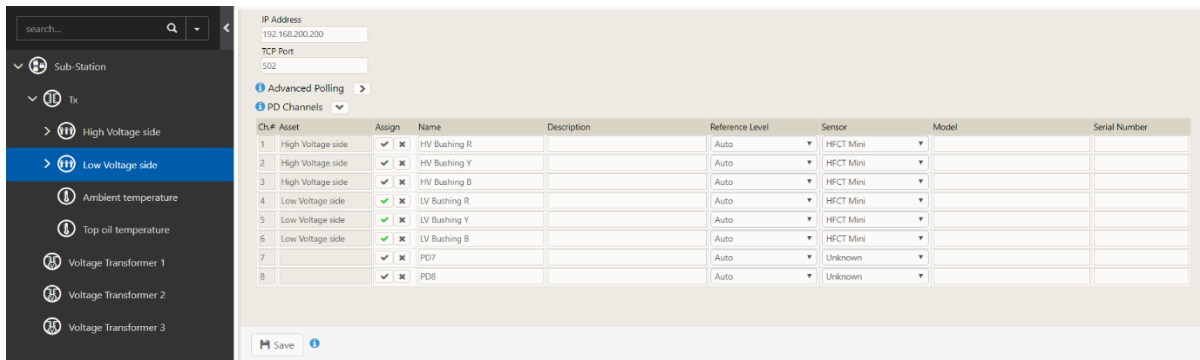 search...
Sub-Station
Tx
High Voltage side
Low Voltage side
Ambient temperature
Top oil temperature
Voltage Transformer 1
Voltage Transformer 2
Voltage Transformer 3
IP Address
192.168.200.200
TCP Port
502
Advanced Polling
PD Channels
Ch.# Asset Assign Name Description Reference Level Sensor Model Serial Number
1 High Voltage side HV Bushing R Auto HFCT Mini
2 High Voltage side HV Bushing Y Auto HFCT Mini
3 High Voltage side HV Bushing B Auto HFCT Mini
4 Low Voltage side LV Bushing R Auto HFCT Mini
5 Low Voltage side LV Bushing Y Auto HFCT Mini
6 Low Voltage side LV Bushing B Auto HFCT Mini
7 PD7 Auto Unknown
8 PD8 Auto Unknown
Save